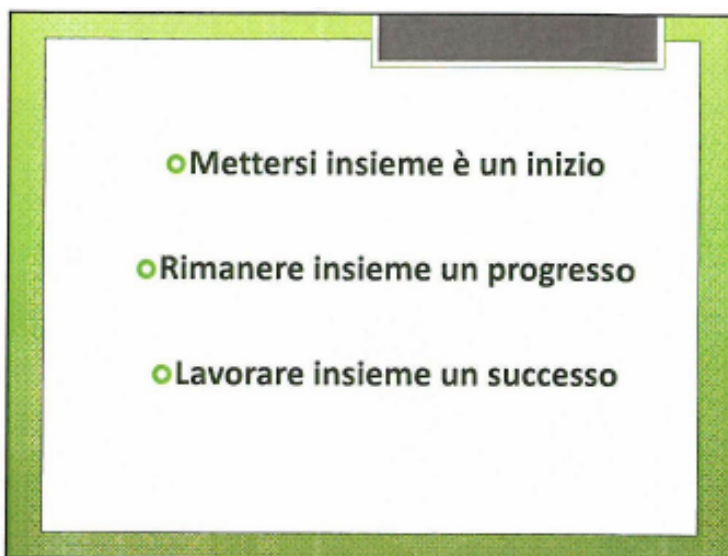 Mettersi insieme è un inizio
Rimanere insieme un progresso
Lavorare insieme un successo